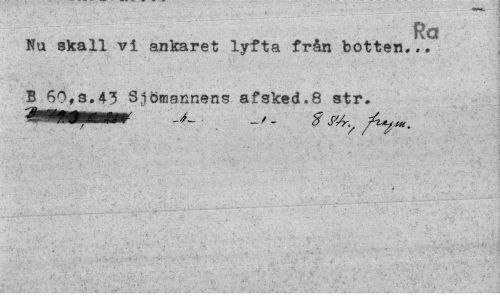 Ra
Nu skall vi ankaret lyfta från botten...
B 60,s.43 Sjömannens afsked.8 str.
-"- -"- 8 str., fragm.